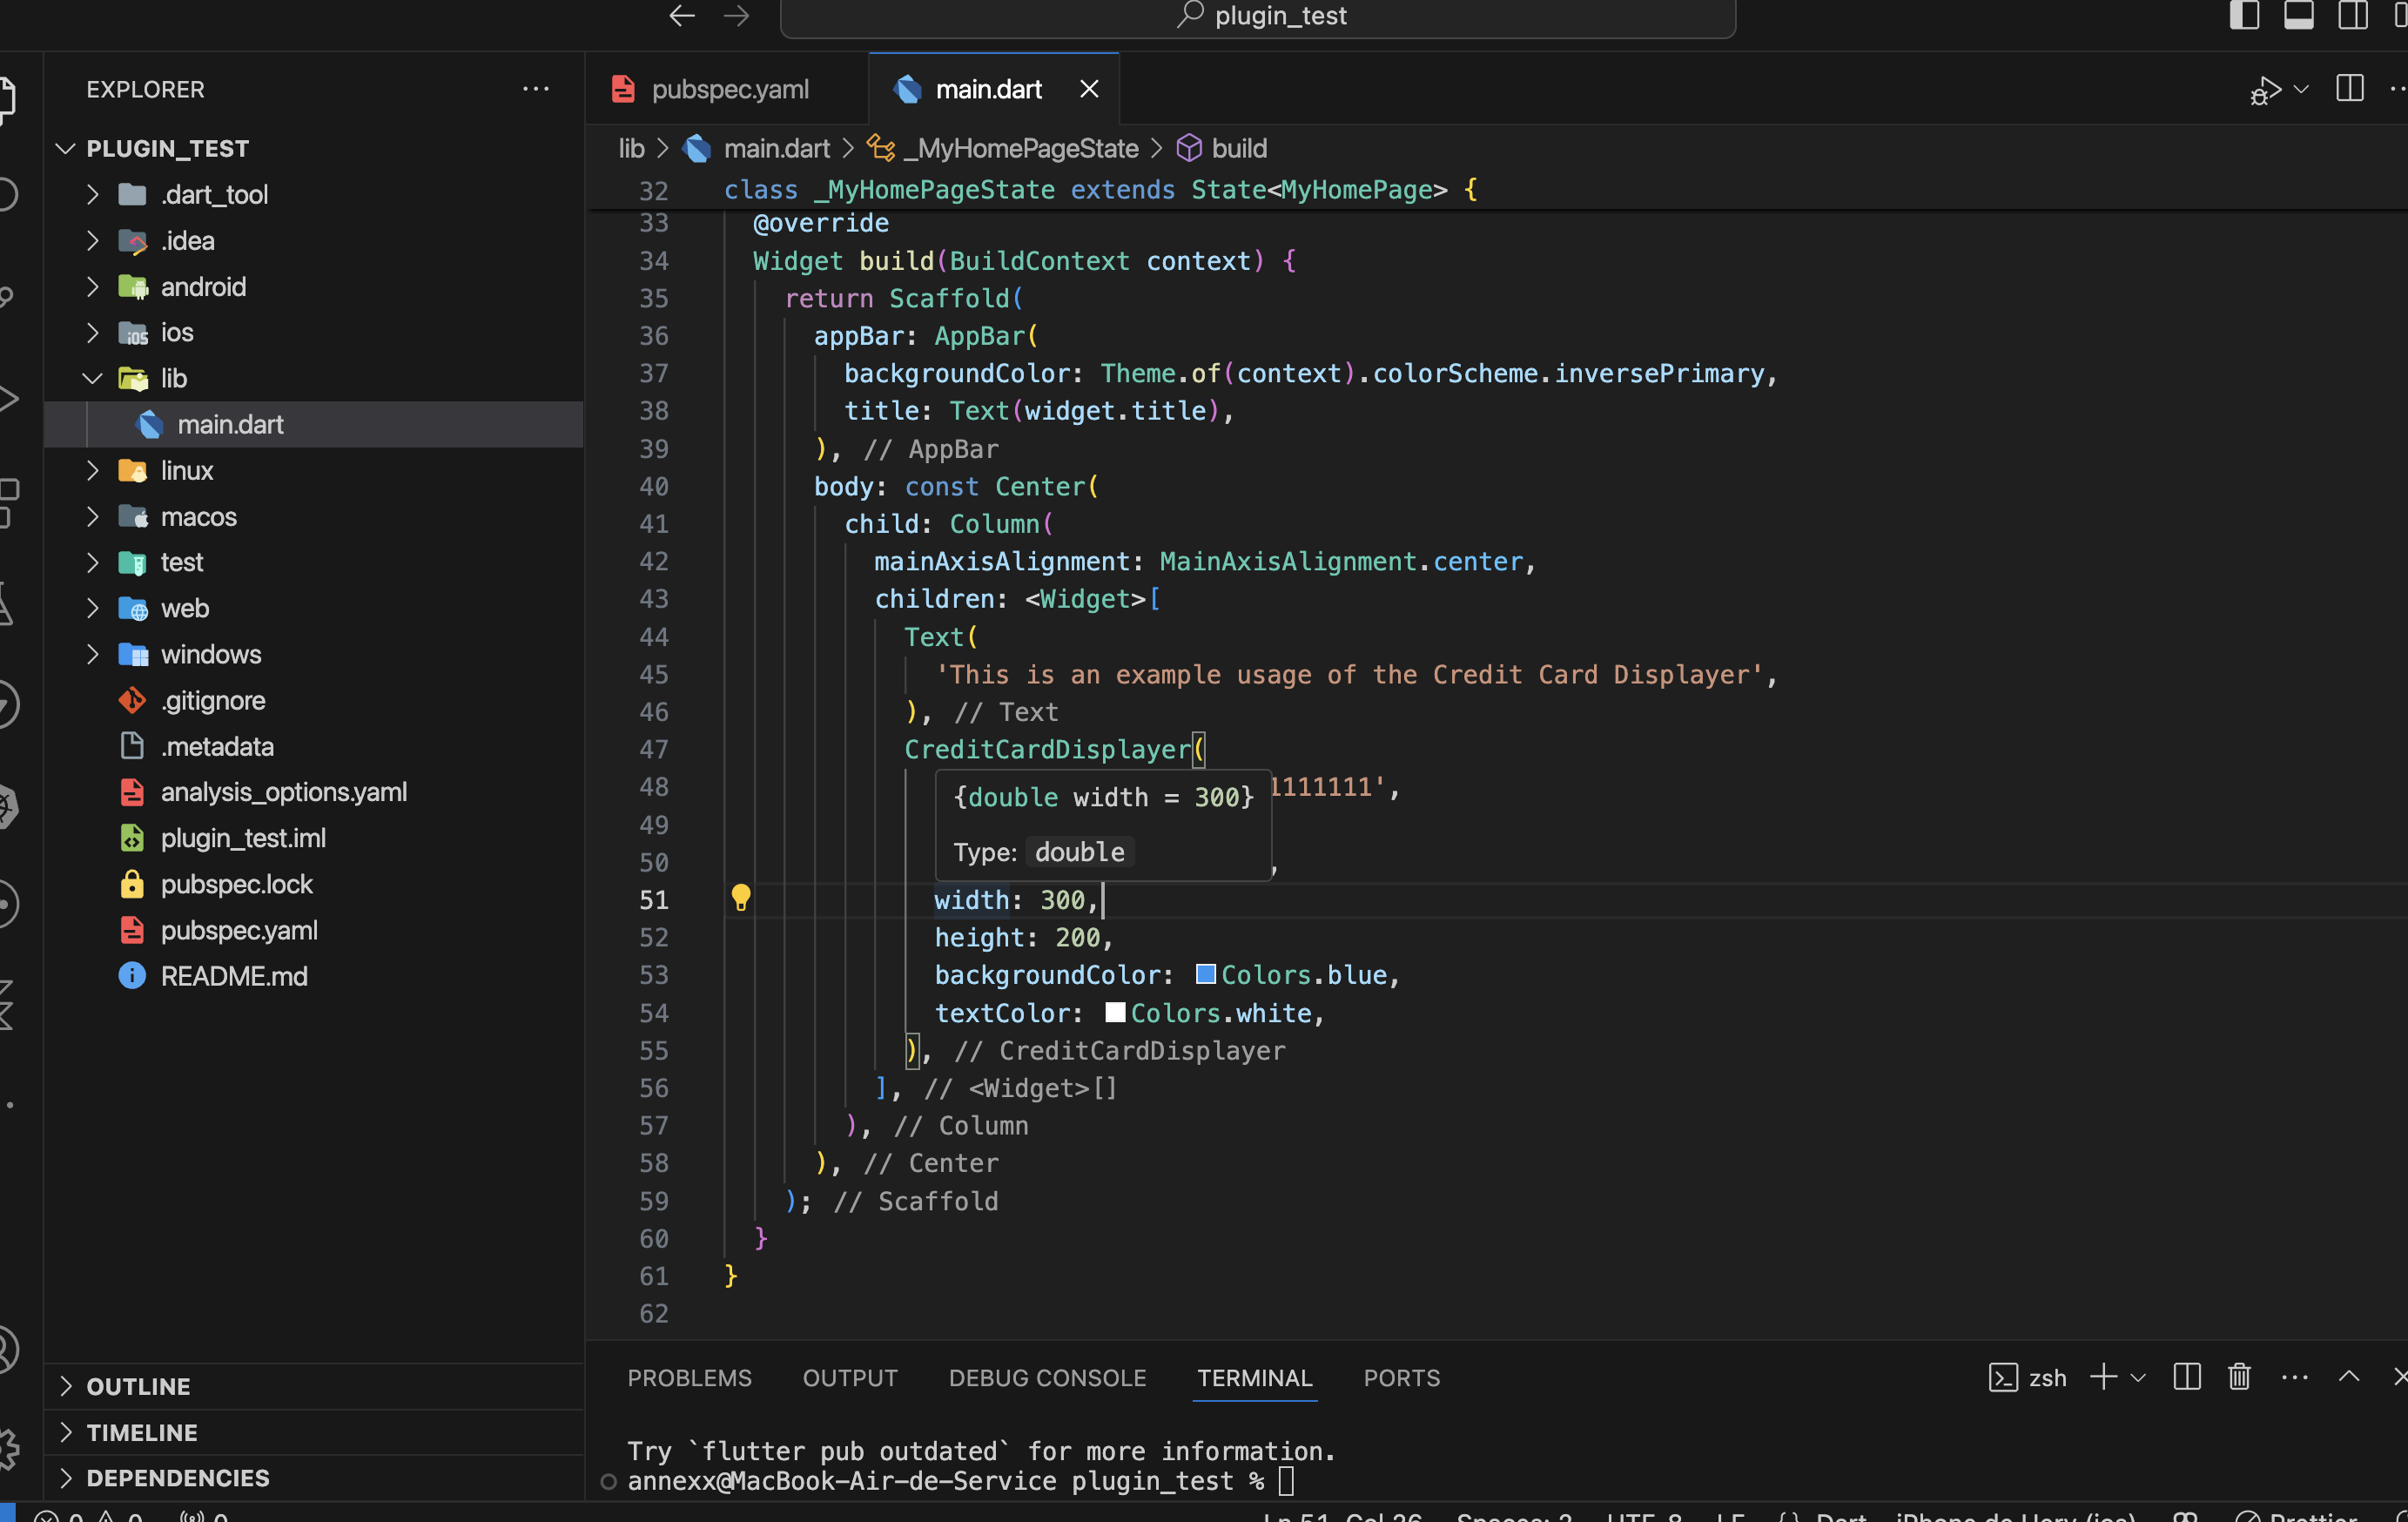 plugin_test
EXPLORER
PLUGIN_TEST
.dart_tool
.idea
android
ios
lib
main.dart
linux
macos
test
web
windows
.gitignore
.metadata
analysis_options.yaml
plugin_test.iml
pubspec.lock
pubspec.yaml
README.md
OUTLINE
TIMELINE
DEPENDENCIES
pubspec.yaml main.dart
lib > main.dart > _MyHomePageState > build
32 class _MyHomePageState extends State<MyHomePage> {
33 @override
34 Widget build(BuildContext context) {
35 return Scaffold(
36 appBar: AppBar(
37 backgroundColor: Theme.of(context).colorScheme.inversePrimary,
38 title: Text(widget.title),
39 ), // AppBar
40 body: const Center(
41 child: Column(
42 mainAxisAlignment: MainAxisAlignment.center,
43 children: <Widget>[
44 Text(
45 'This is an example usage of the Credit Card Displayer',
46 ), // Text
47 CreditCardDisplayer(
48 1111111',
{double width = 300}
49
Type: double
50 ,
51 width: 300,
52 height: 200,
53 backgroundColor: Colors.blue,
54 textColor: Colors.white,
55 ), // CreditCardDisplayer
56 ], // <Widget>[]
57 ), // Column
58 ), // Center
59 ); // Scaffold
60 }
61 }
62
PROBLEMS OUTPUT DEBUG CONSOLE TERMINAL PORTS zsh
Try `flutter pub outdated` for more information.
annexx@MacBook-Air-de-Service plugin_test %
0 0 0 Ln 51, Col 26 Spaces: 2 UTF-8 LF {} Dart iPhone de Hery (ios) Prettier